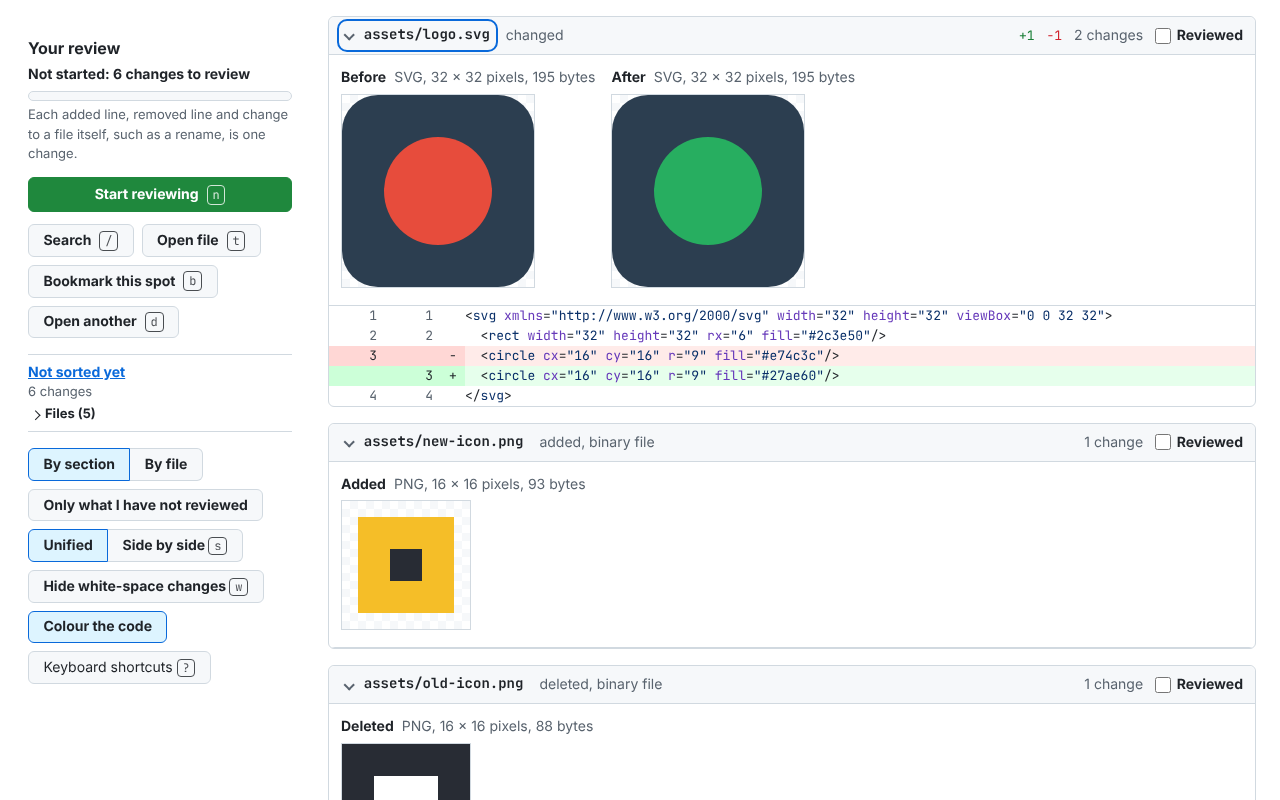 Your review
Not started: 6 changes to review
Each added line, removed line and change
to a file itself, such as a rename, is one
change.
Start reviewing n
Search / Open file t
Bookmark this spot b
Open another d
Not sorted yet
6 changes
Files (5)
By section By file
Only what I have not reviewed
Unified Side by side s
Hide white-space changes w
Colour the code
Keyboard shortcuts ?
assets/logo.svg changed +1 -1 2 changes Reviewed
Before SVG, 32 × 32 pixels, 195 bytes After SVG, 32 × 32 pixels, 195 bytes
1 1 <svg xmlns="http://www.w3.org/2000/svg" width="32" height="32" viewBox="0 0 32 32">
2 2 <rect width="32" height="32" rx="6" fill="#2c3e50"/>
3 - <circle cx="16" cy="16" r="9" fill="#e74c3c"/>
3 + <circle cx="16" cy="16" r="9" fill="#27ae60"/>
4 4 </svg>
assets/new-icon.png added, binary file 1 change Reviewed
Added PNG, 16 × 16 pixels, 93 bytes
assets/old-icon.png deleted, binary file 1 change Reviewed
Deleted PNG, 16 × 16 pixels, 88 bytes